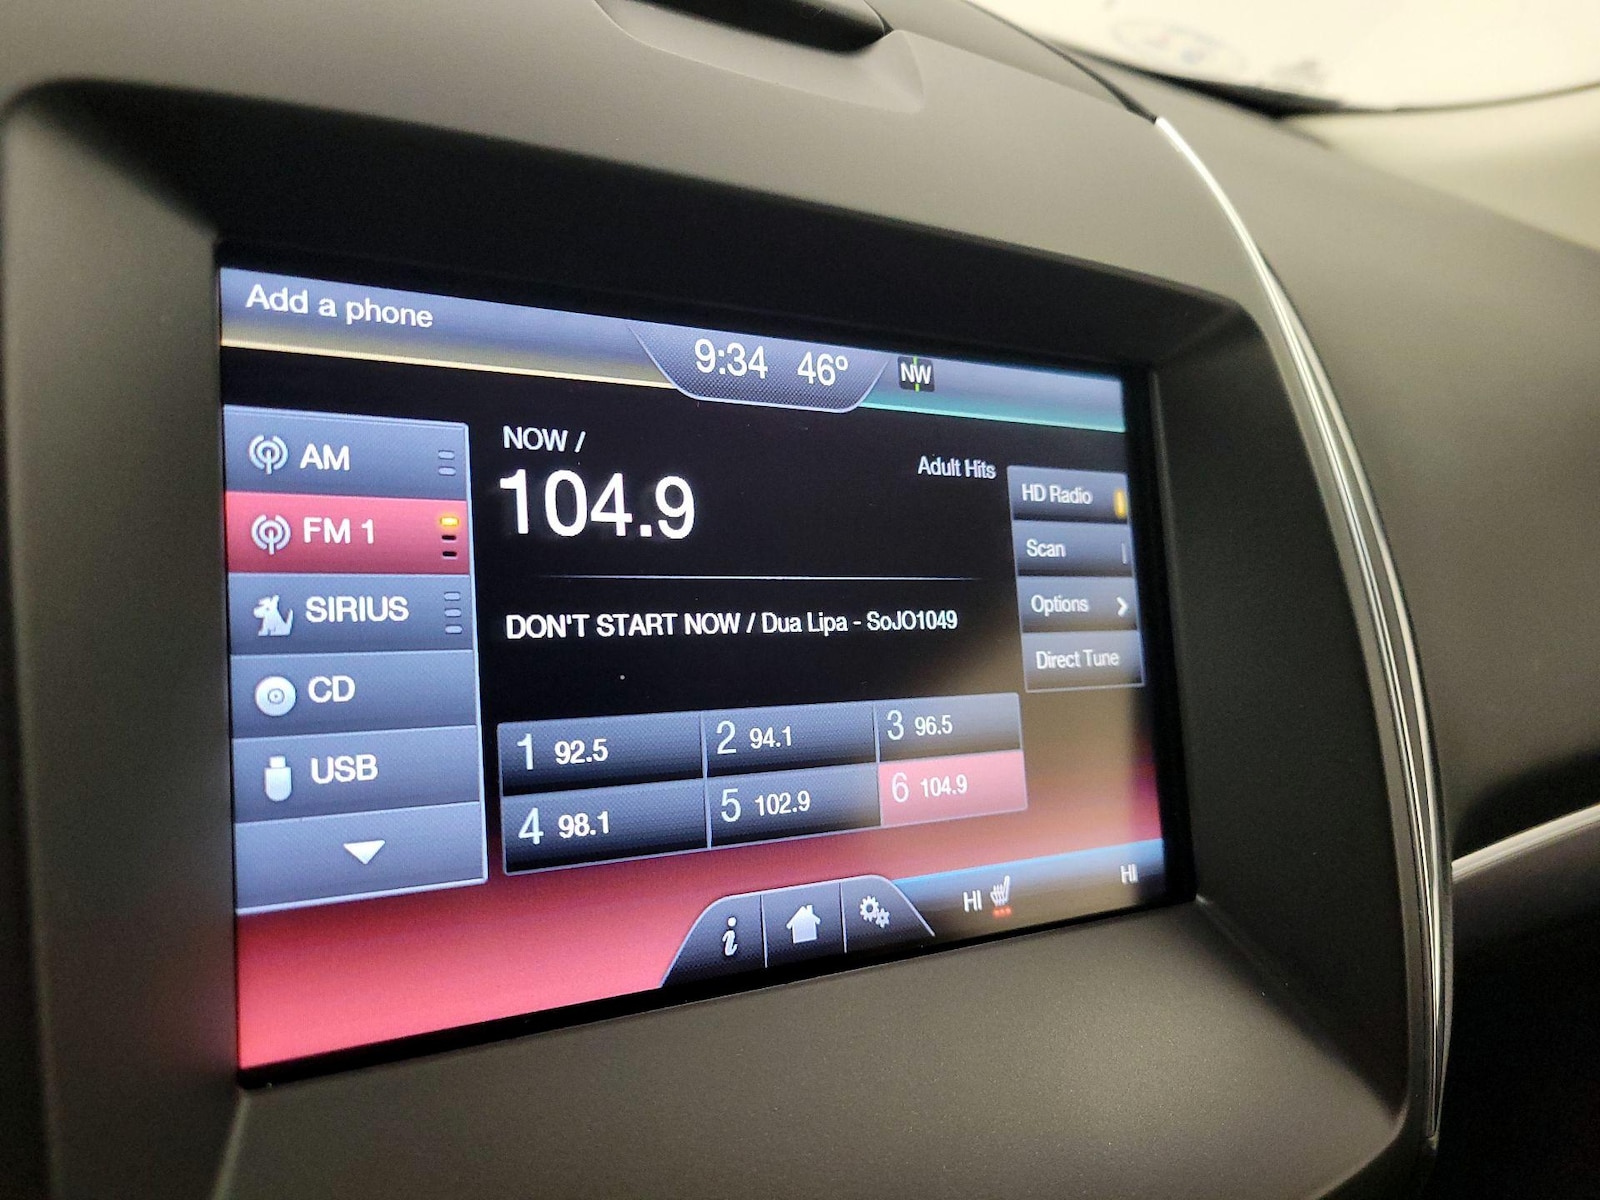 Add a phone
9:34 46° NW
AM
FM 1
SIRIUS
CD
USB
NOW /
104.9
Adult Hits
DON'T START NOW / Dua Lipa - SoJO1049
HD Radio
Scan
Options
Direct Tune
1 92.5 2 94.1 3 96.5
4 98.1 5 102.9 6 104.9
i HI HI